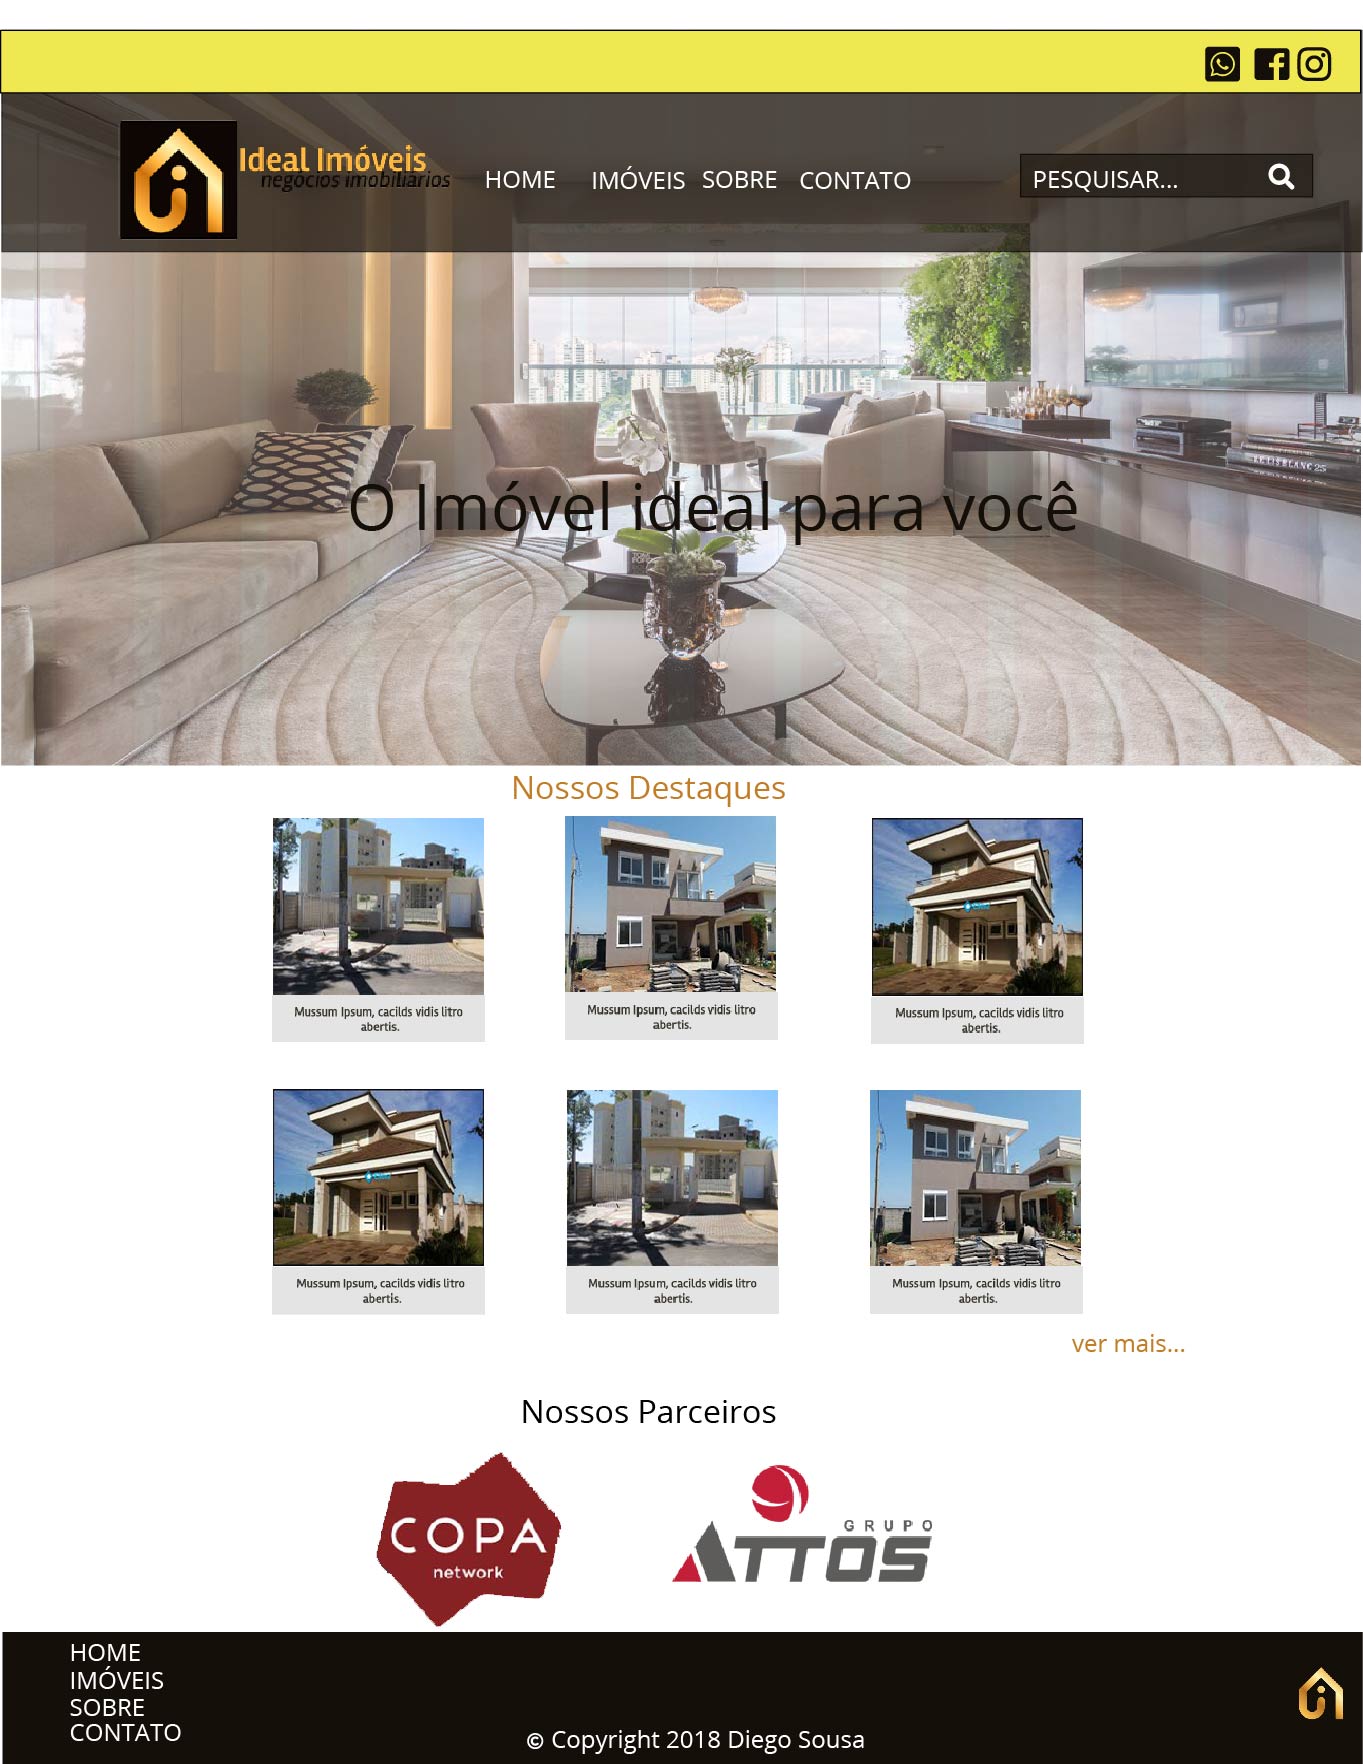 Ideal Imóveis
negócios imobiliários
HOME IMÓVEIS SOBRE CONTATO
PESQUISAR...
O Imóvel ideal para você
Nossos Destaques
Mussum Ipsum, cacilds vidis litro
abertis.
Mussum Ipsum, cacilds vidis litro
abertis.
Mussum Ipsum, cacilds vidis litro
abertis.
Mussum Ipsum, cacilds vidis litro
abertis.
Mussum Ipsum, cacilds vidis litro
abertis.
Mussum Ipsum, cacilds vidis litro
abertis.
ver mais...
Nossos Parceiros
COPA
network
GRUPO
ATTOS
HOME
IMÓVEIS
SOBRE
CONTATO
© Copyright 2018 Diego Sousa